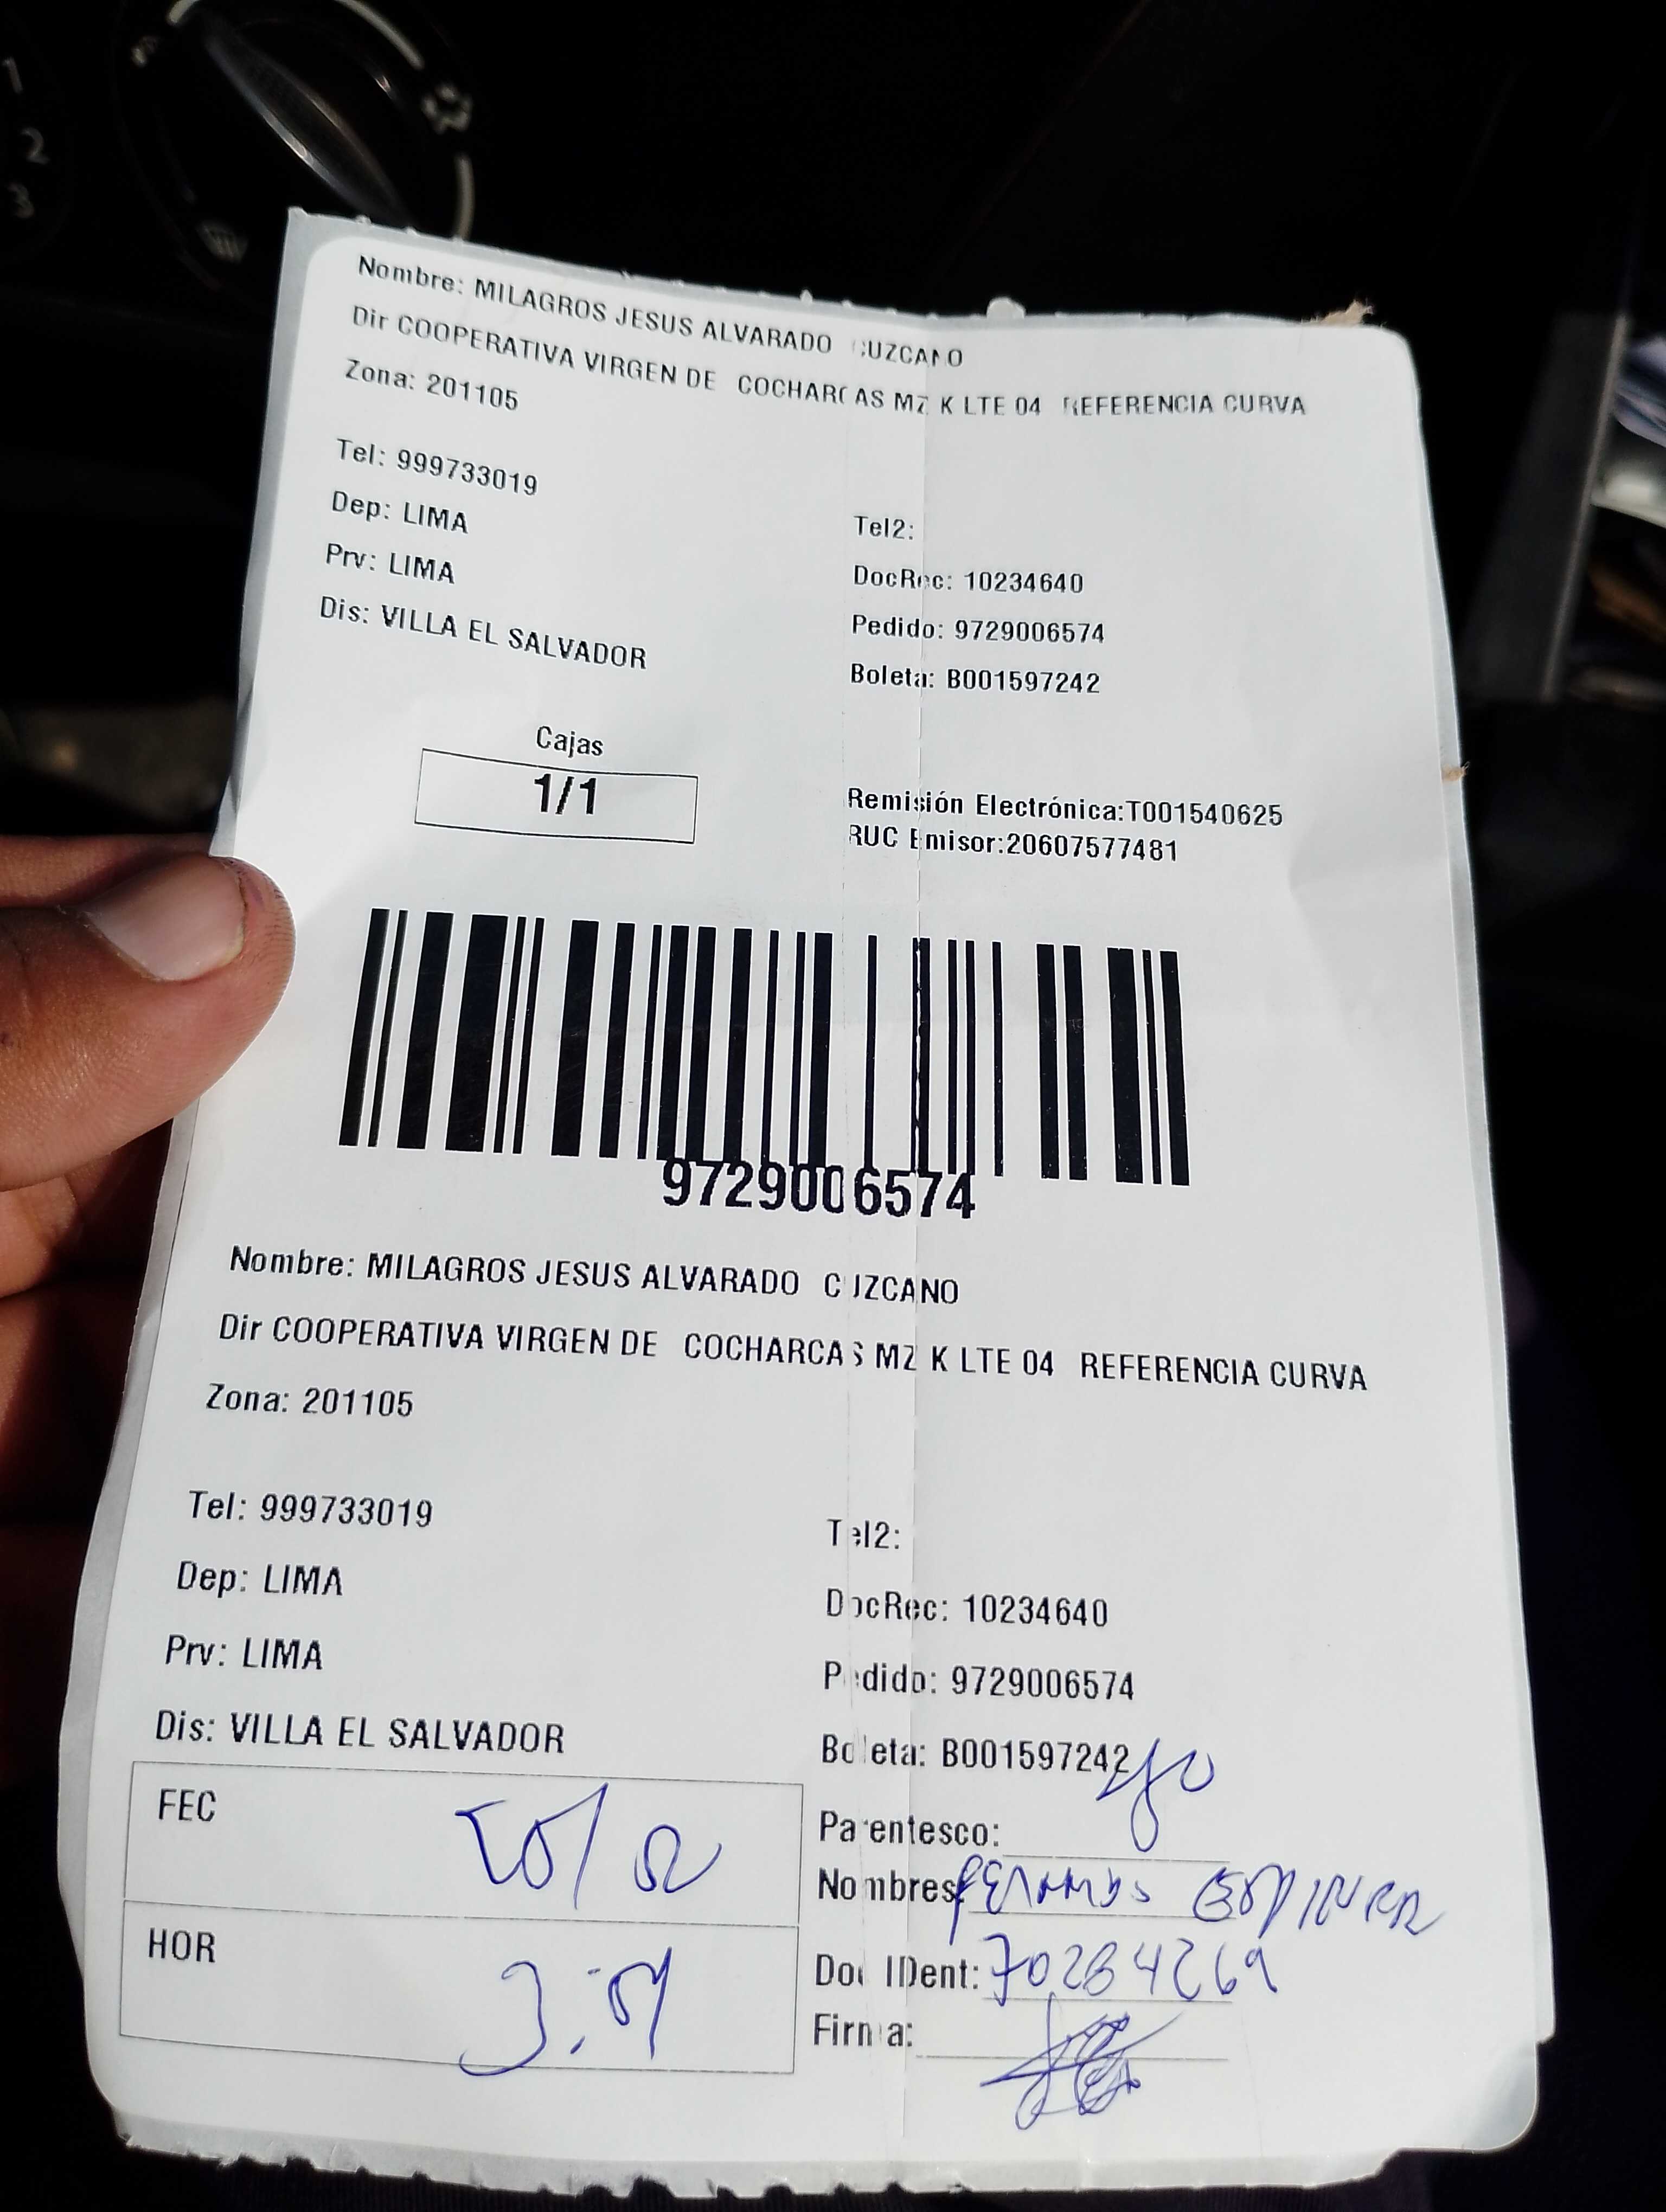 1
2
3
Nombre: MILAGROS JESUS ALVARADO CUZCANO
Dir COOPERATIVA VIRGEN DE COCHARCAS MZ K LTE 04 REFERENCIA CURVA
Zona: 201105
Tel: 999733019
Tel2:
Dep: LIMA
DocRec: 10234640
Prv: LIMA
Pedido: 9729006574
Dis: VILLA EL SALVADOR
Boleta: B001597242
Cajas
1/1
Remisión Electrónica:T001540625
RUC Emisor:20607577481
9729006574
Nombre: MILAGROS JESUS ALVARADO CUZCANO
Dir COOPERATIVA VIRGEN DE COCHARCAS MZ K LTE 04 REFERENCIA CURVA
Zona: 201105
Tel: 999733019
Tel2:
Dep: LIMA
DocRec: 10234640
Prv: LIMA
Pedido: 9729006574
Dis: VILLA EL SALVADOR
Boleta: B001597242
FEC
Parentesco:
Nombres:
HOR
Doc IDent: 70284269
Firma: